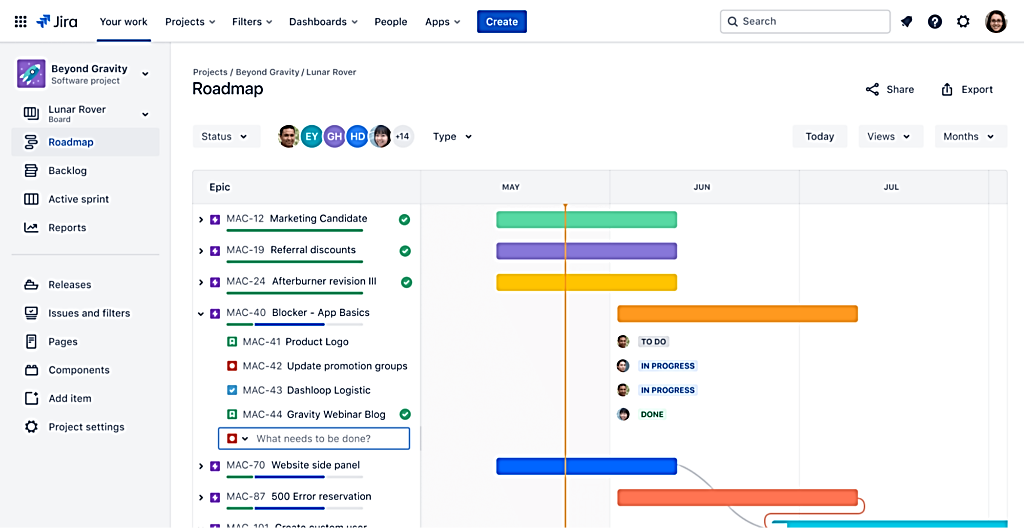 Jira Your work Projects Filters Dashboards People Apps Create Search
Beyond Gravity
Software project
Lunar Rover
Board
Roadmap
Backlog
Active sprint
Reports
Releases
Issues and filters
Pages
Components
Add item
Project settings
Projects / Beyond Gravity / Lunar Rover
Roadmap
Share Export
Status EY GH HD +14 Type Today Views Months
Epic MAY JUN JUL
MAC-12 Marketing Candidate
MAC-19 Referral discounts
MAC-24 Afterburner revision III
MAC-40 Blocker - App Basics
MAC-41 Product Logo TO DO
MAC-42 Update promotion groups IN PROGRESS
MAC-43 Dashloop Logistic IN PROGRESS
MAC-44 Gravity Webinar Blog DONE
What needs to be done?
MAC-70 Website side panel
MAC-87 500 Error reservation
MAC-101 Create custom user